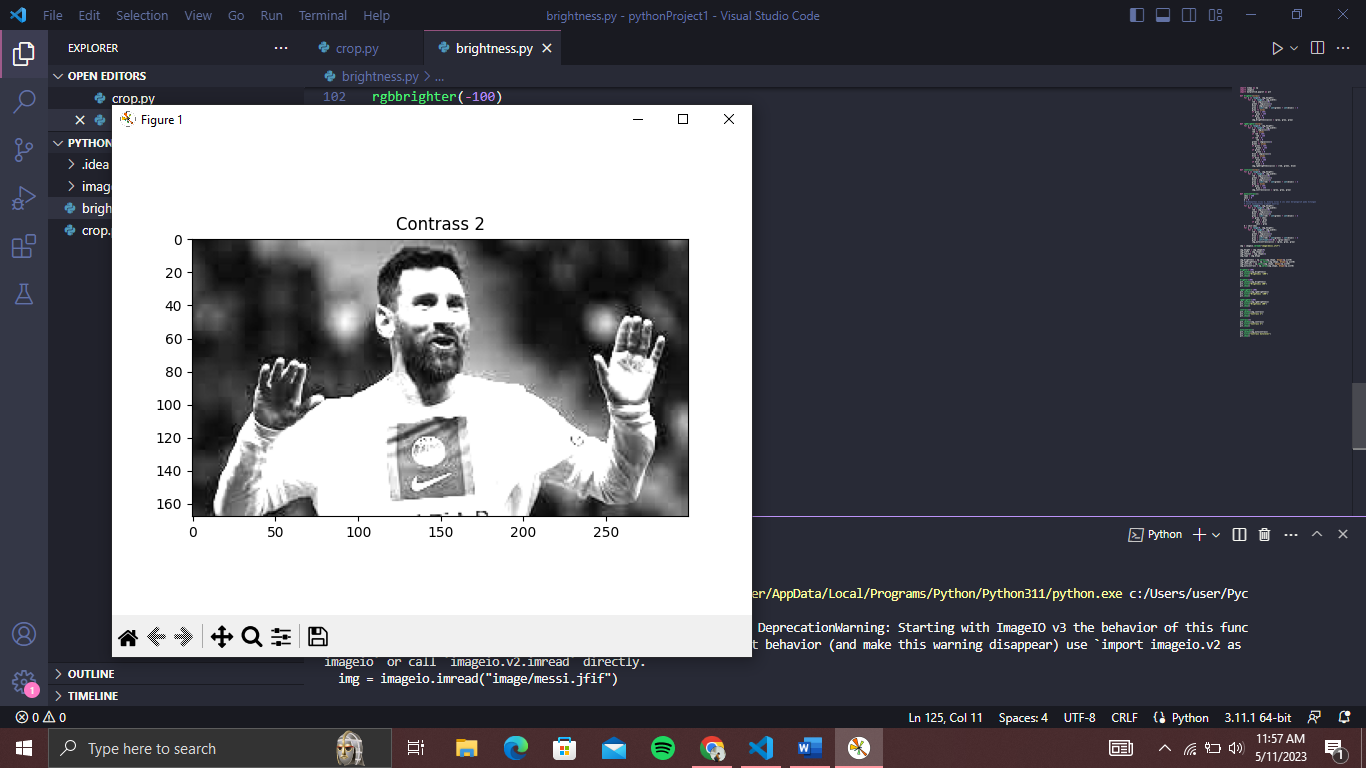 File Edit Selection View Go Run Terminal Help
brightness.py - pythonProject1 - Visual Studio Code
EXPLORER
crop.py
brightness.py
OPEN EDITORS
brightness.py > ...
crop.py
102 rgbbrighter(-100)
Figure 1
PYTHON
.idea
imag
brigh
crop.
Contrass 2
0
20
40
60
80
100
120
140
160
0 50 100 150 200 250
Python
er/AppData/Local/Programs/Python/Python311/python.exe c:/Users/user/Pyc
DeprecationWarning: Starting with ImageIO v3 the behavior of this func
t behavior (and make this warning disappear) use `import imageio.v2 as
imageio` or call `imageio.v2.imread` directly.
img = imageio.imread("image/messi.jfif")
OUTLINE
TIMELINE
1
0 0
Ln 125, Col 11 Spaces: 4 UTF-8 CRLF Python 3.11.1 64-bit
Type here to search
11:57 AM
5/11/2023
1